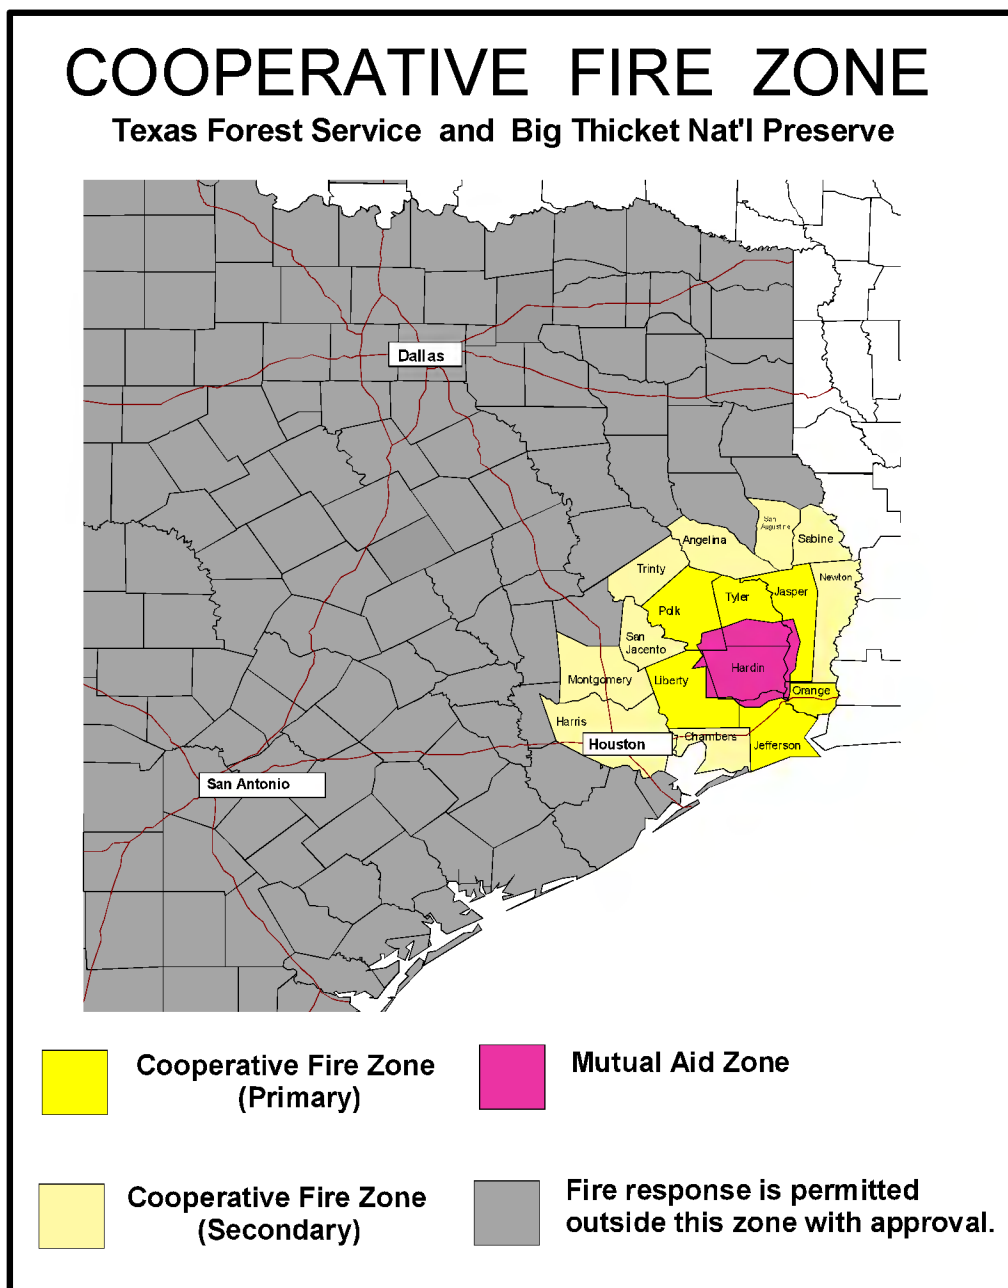 COOPERATIVE FIRE ZONE
Texas Forest Service and Big Thicket Nat'l Preserve
Dallas
San
Augustine
Sabine
Angelina
Trinty
Newton
Jasper
Tyler
Polk
San
Jacento
Hardin
Montgomery
Liberty
Orange
Harris
Chambers
Houston
Jefferson
San Antonio
Cooperative Fire Zone
(Primary)
Mutual Aid Zone
Cooperative Fire Zone
(Secondary)
Fire response is permitted
outside this zone with approval.